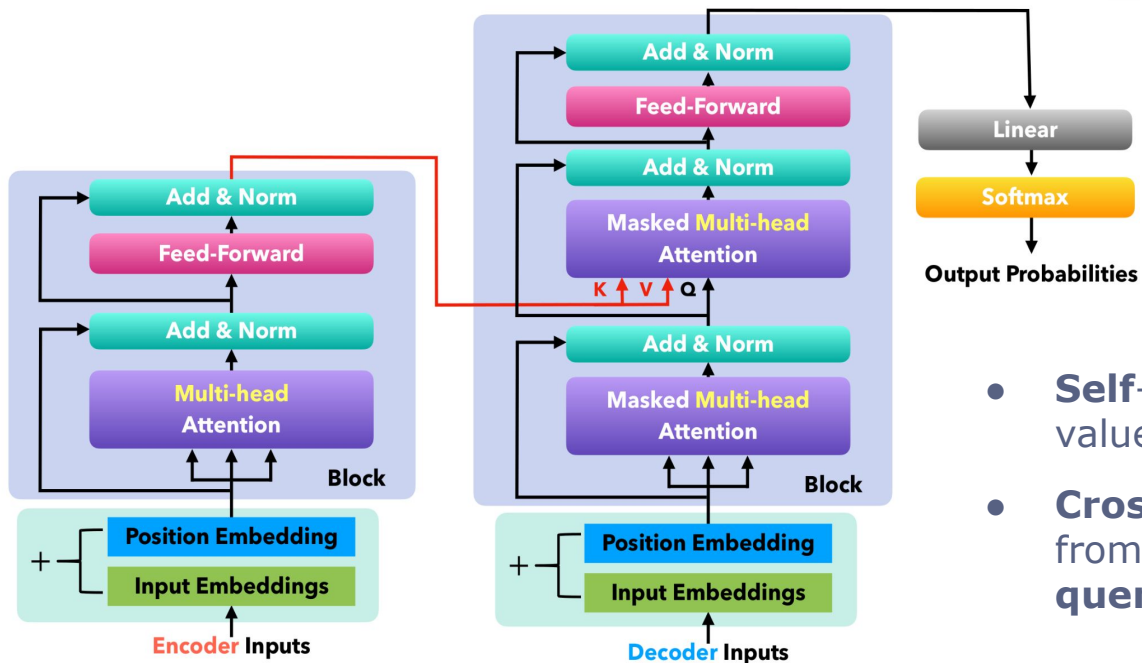 Add & Norm
Feed-Forward
Add & Norm
Multi-head
Attention
Block
Position Embedding
+
Input Embeddings
Encoder Inputs
Add & Norm
Feed-Forward
Add & Norm
Masked Multi-head
Attention
K V Q
Add & Norm
Masked Multi-head
Attention
Block
Position Embedding
+
Input Embeddings
Decoder Inputs
Linear
Softmax
Output Probabilities
● Self-
value
● Cros
from
quer